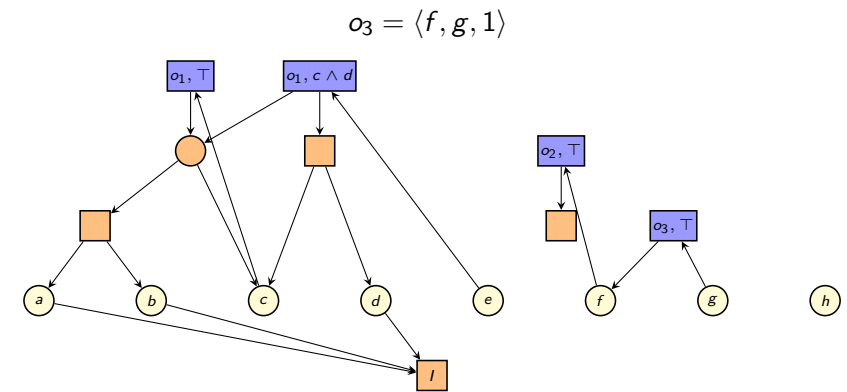 o₃ = ⟨f, g, 1⟩
o₁, ⊤
o₁, c ∧ d
o₂, ⊤
o₃, ⊤
a
b
c
d
e
f
g
h
I